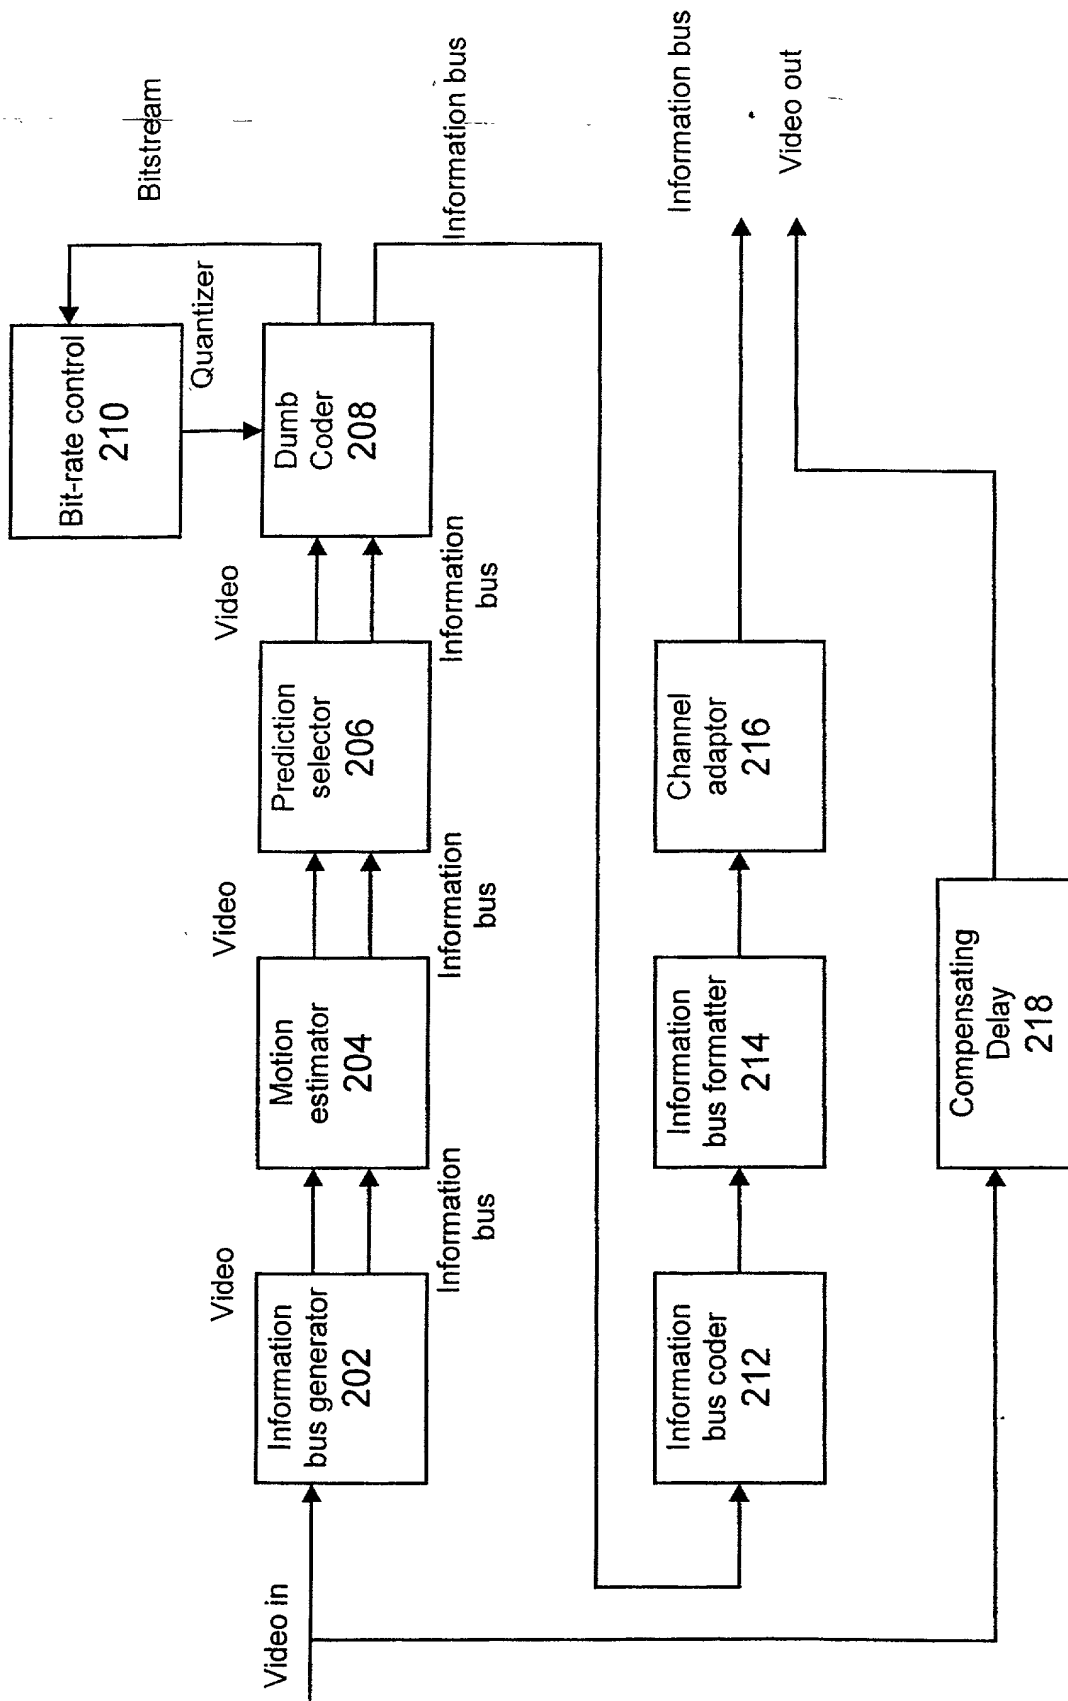 Bit-rate control
210
Quantizer
Bitstream
Video in
Information
bus generator
202
Video
Information
bus
Motion
estimator
204
Video
Information
bus
Prediction
selector
206
Video
Information
bus
Dumb
Coder
208
Information bus
Information
bus coder
212
Information
bus formatter
214
Channel
adaptor
216
Information bus
Video out
Compensating
Delay
218